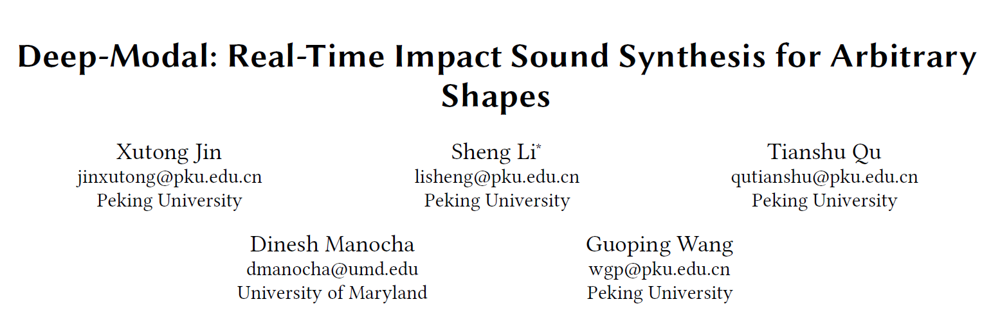 Deep-Modal: Real-Time Impact Sound Synthesis for Arbitrary
Shapes
Xutong Jin
jinxutong@pku.edu.cn
Peking University
Sheng Li*
lisheng@pku.edu.cn
Peking University
Tianshu Qu
qutianshu@pku.edu.cn
Peking University
Dinesh Manocha
dmanocha@umd.edu
University of Maryland
Guoping Wang
wgp@pku.edu.cn
Peking University